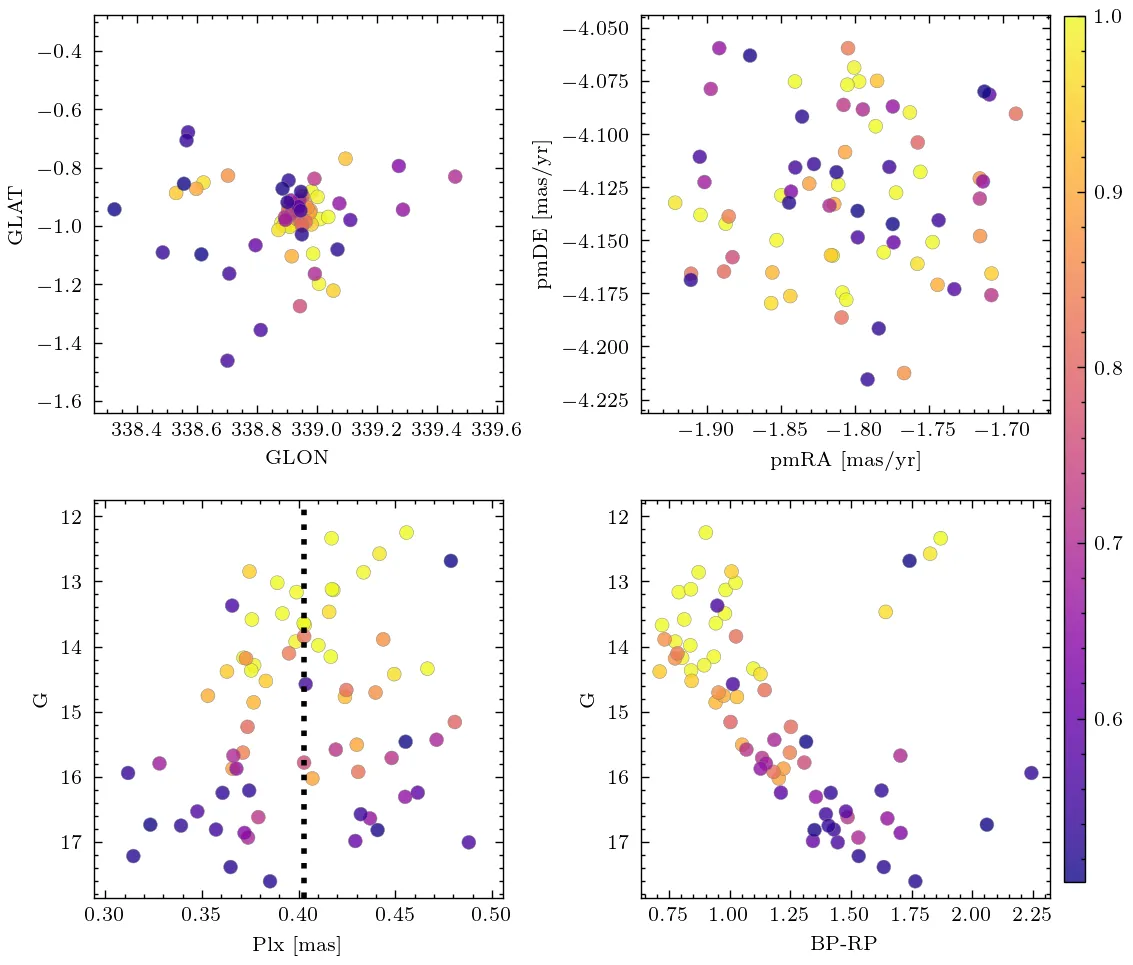 −0.4
−0.6
−0.8
−1.0
−1.2
−1.4
−1.6
GLAT
338.4 338.6 338.8 339.0 339.2 339.4 339.6
GLON
−4.050
−4.075
−4.100
−4.125
−4.150
−4.175
−4.200
−4.225
pmDE [mas/yr]
−1.90 −1.85 −1.80 −1.75 −1.70
pmRA [mas/yr]
12
13
14
15
16
17
G
0.30 0.35 0.40 0.45 0.50
Plx [mas]
12
13
14
15
16
17
G
0.75 1.00 1.25 1.50 1.75 2.00 2.25
BP-RP
1.0
0.9
0.8
0.7
0.6